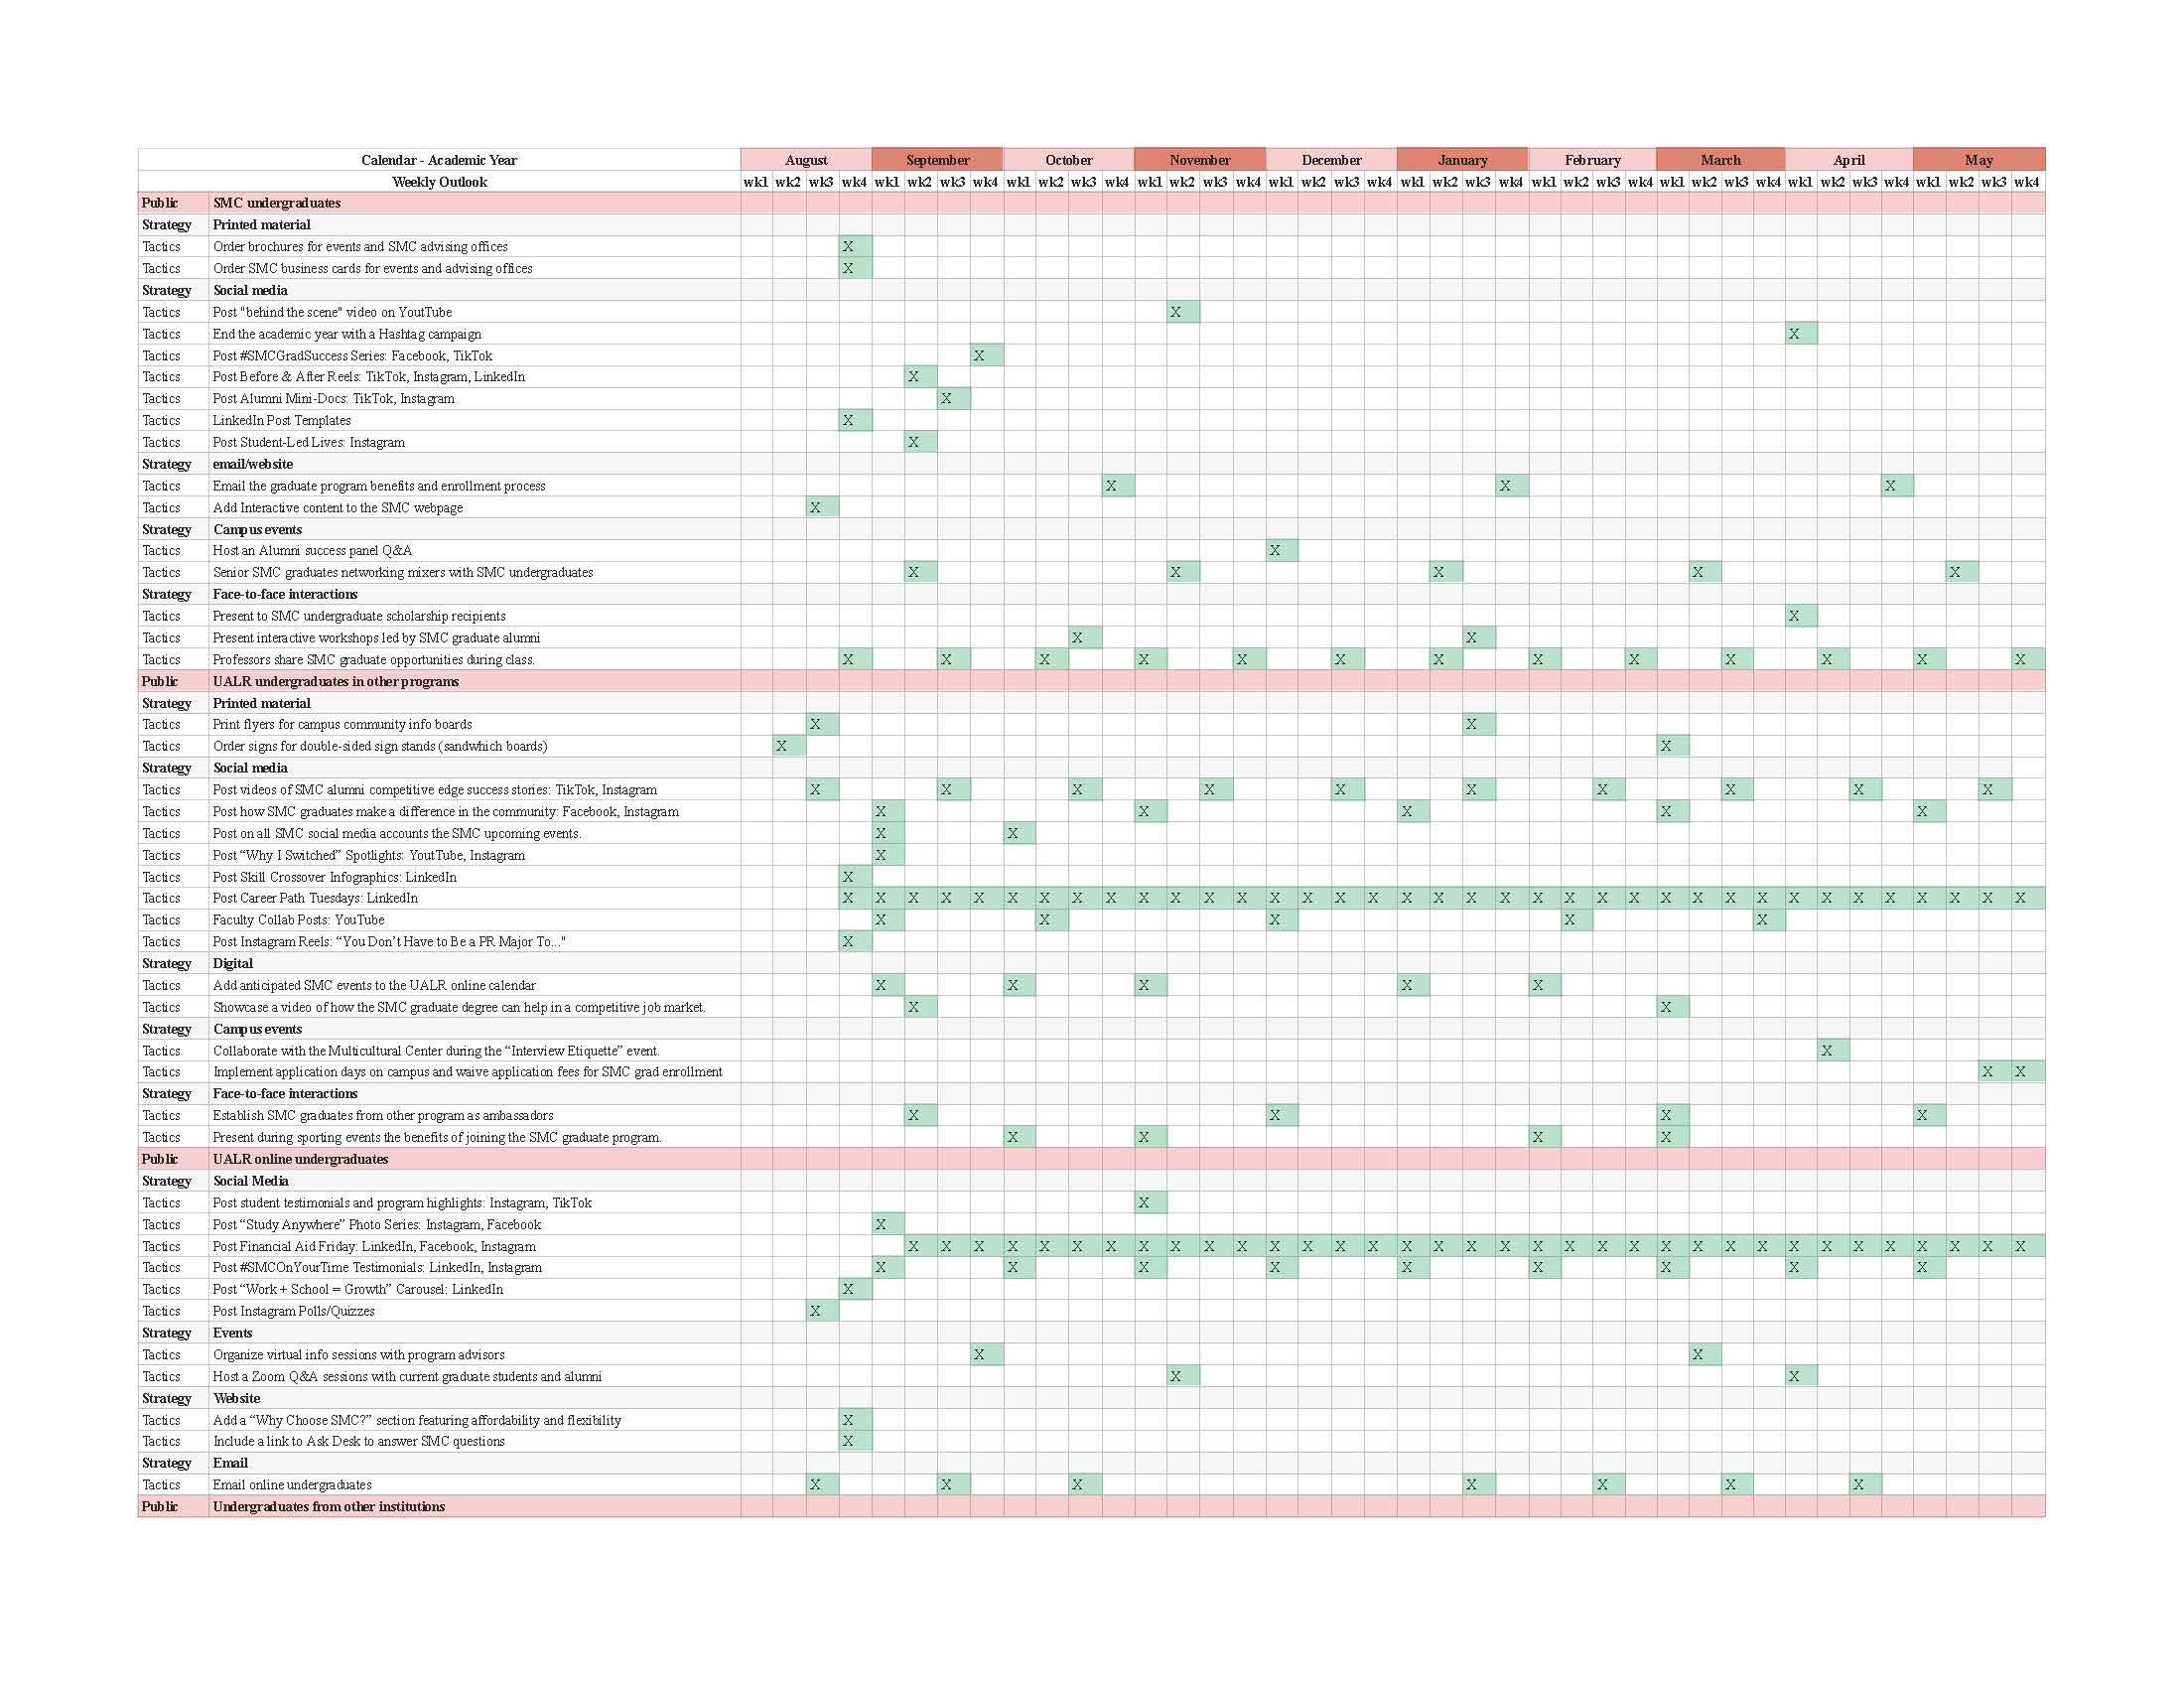 Calendar - Academic Year August September October November December January February March April May
Weekly Outlook wk1 wk2 wk3 wk4 wk1 wk2 wk3 wk4 wk1 wk2 wk3 wk4 wk1 wk2 wk3 wk4 wk1 wk2 wk3 wk4 wk1 wk2 wk3 wk4 wk1 wk2 wk3 wk4 wk1 wk2 wk3 wk4 wk1 wk2 wk3 wk4 wk1 wk2 wk3 wk4
Public SMC undergraduates
Strategy Printed material
Tactics Order brochures for events and SMC advising offices X
Tactics Order SMC business cards for events and advising offices X
Strategy Social media
Tactics Post "behind the scene" video on YoutTube X
Tactics End the academic year with a Hashtag campaign X
Tactics Post #SMCGradSuccess Series: Facebook, TikTok X
Tactics Post Before & After Reels: TikTok, Instagram, LinkedIn X
Tactics Post Alumni Mini-Docs: TikTok, Instagram X
Tactics LinkedIn Post Templates X
Tactics Post Student-Led Lives: Instagram X
Strategy email/website
Tactics Email the graduate program benefits and enrollment process X X X
Tactics Add Interactive content to the SMC webpage X
Strategy Campus events
Tactics Host an Alumni success panel Q&A X
Tactics Senior SMC graduates networking mixers with SMC undergraduates X X X X X
Strategy Face-to-face interactions
Tactics Present to SMC undergraduate scholarship recipients X
Tactics Present interactive workshops led by SMC graduate alumni X X
Tactics Professors share SMC graduate opportunities during class. X X X X X X X X X X X X X
Public UALR undergraduates in other programs
Strategy Printed material
Tactics Print flyers for campus community info boards X X
Tactics Order signs for double-sided sign stands (sandwhich boards) X X
Strategy Social media
Tactics Post videos of SMC alumni competitive edge success stories: TikTok, Instagram X X X X X X X X X X
Tactics Post how SMC graduates make a difference in the community: Facebook, Instagram X X X X X
Tactics Post on all SMC social media accounts the SMC upcoming events. X X
Tactics Post “Why I Switched” Spotlights: YoutTube, Instagram X
Tactics Post Skill Crossover Infographics: LinkedIn X
Tactics Post Career Path Tuesdays: LinkedIn X X X X X X X X X X X X X X X X X X X X X X X X X X X X X X X X X X X X X
Tactics Faculty Collab Posts: YouTube X X X X X
Tactics Post Instagram Reels: “You Don’t Have to Be a PR Major To..." X
Strategy Digital
Tactics Add anticipated SMC events to the UALR online calendar X X X X X
Tactics Showcase a video of how the SMC graduate degree can help in a competitive job market. X X
Strategy Campus events
Tactics Collaborate with the Multicultural Center during the “Interview Etiquette” event. X
Tactics Implement application days on campus and waive application fees for SMC grad enrollment X X
Strategy Face-to-face interactions
Tactics Establish SMC graduates from other program as ambassadors X X X X
Tactics Present during sporting events the benefits of joining the SMC graduate program. X X X X
Public UALR online undergraduates
Strategy Social Media
Tactics Post student testimonials and program highlights: Instagram, TikTok X
Tactics Post “Study Anywhere” Photo Series: Instagram, Facebook X
Tactics Post Financial Aid Friday: LinkedIn, Facebook, Instagram X X X X X X X X X X X X X X X X X X X X X X X X X X X X X X X X X X X
Tactics Post #SMCOnYourTime Testimonials: LinkedIn, Instagram X X X X X X X X X
Tactics Post “Work + School = Growth” Carousel: LinkedIn X
Tactics Post Instagram Polls/Quizzes X
Strategy Events
Tactics Organize virtual info sessions with program advisors X X
Tactics Host a Zoom Q&A sessions with current graduate students and alumni X X
Strategy Website
Tactics Add a “Why Choose SMC?” section featuring affordability and flexibility X
Tactics Include a link to Ask Desk to answer SMC questions X
Strategy Email
Tactics Email online undergraduates X X X X X X X
Public Undergraduates from other institutions